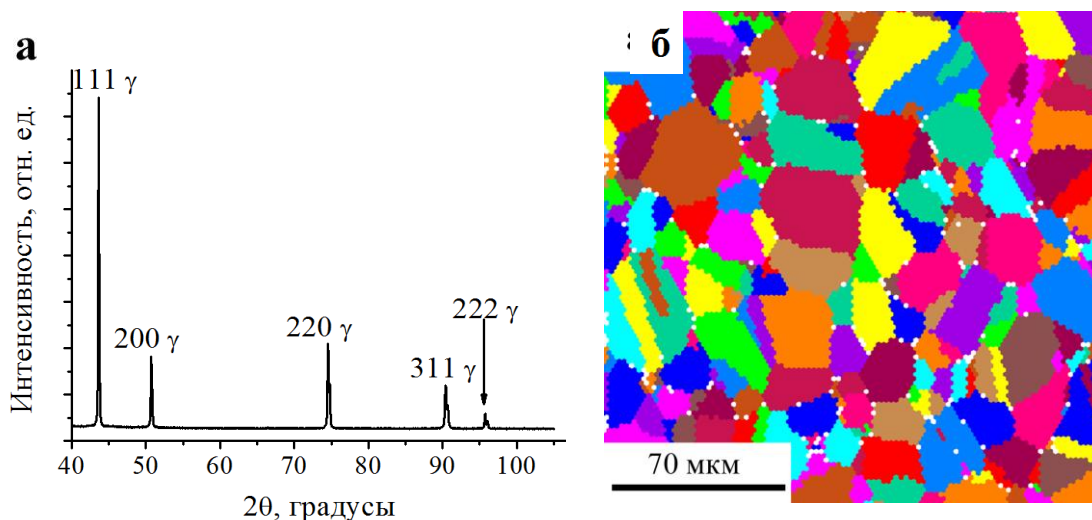 а
Интенсивность, отн. ед.
111 γ
200 γ
220 γ
311 γ
222 γ
40 50 60 70 80 90 100
2θ, градусы
б
70 мкм